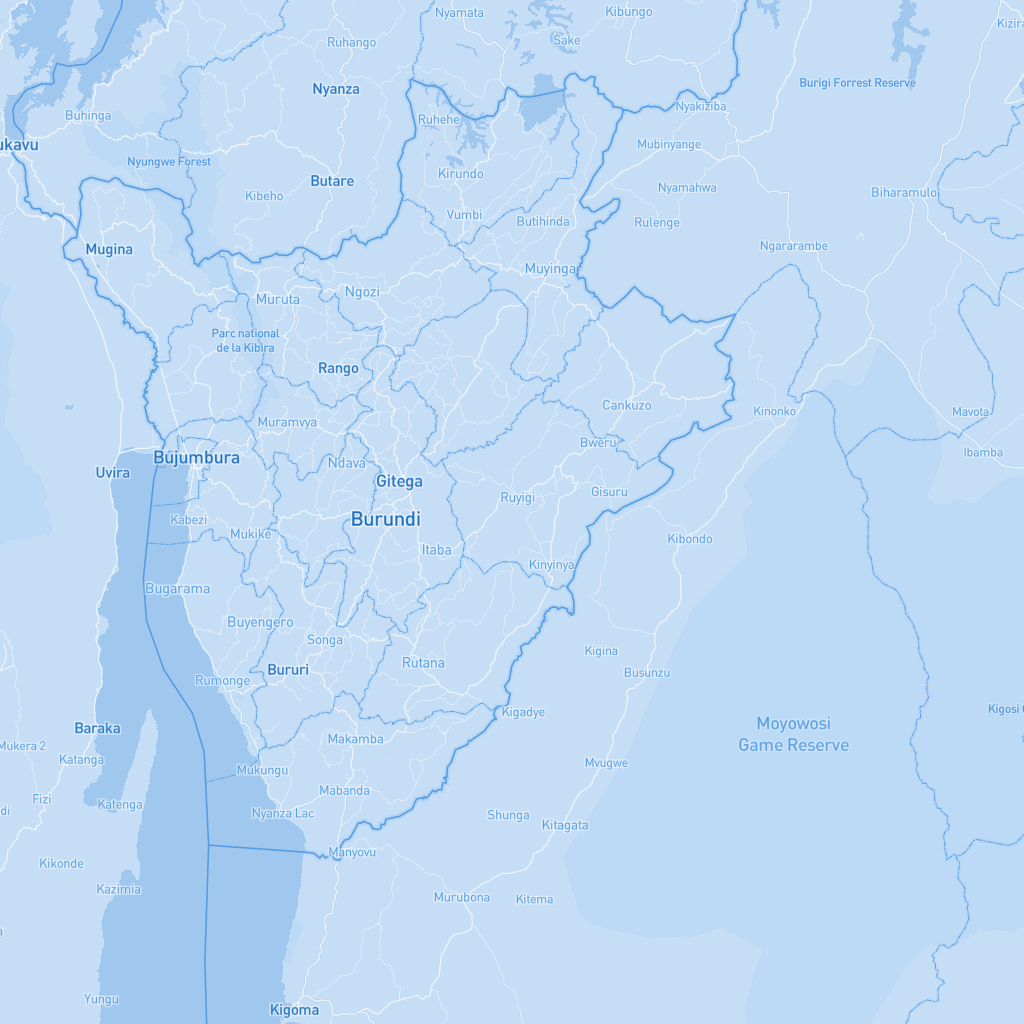 Nyamata
Kibungo
Kizira
Ruhango
Sake
Nyanza
Burigi Forrest Reserve
Buhinga
Ruhehe
Nyakiziba
ukavu
Mubinyange
Nyungwe Forest
Kirundo
Butare
Nyamahwa
Biharamulo
Kibeho
Vumbi
Butihinda
Rulenge
Mugina
Ngararambe
Muyinga
Muruta
Ngozi
Parc national
de la Kibira
Rango
Cankuzo
Kinonko
Mavota
Muramvya
Bweru
Ibamba
Bujumbura
Ndava
Uvira
Gitega
Gisuru
Ruyigi
Kabezi
Burundi
Mukike
Kibondo
Itaba
Kinyinya
Bugarama
Buyengero
Songa
Kigina
Rutana
Bururi
Busunzu
Rumonge
Kigadye
Kigosi G
Moyowosi
Game Reserve
Baraka
Mukera 2
Makamba
Katanga
Mukungu
Mvugwe
Mabanda
Fizi
Katenga
di
Nyanza Lac
Shunga
Kitagata
Manyovu
Kikonde
Kazimia
Murubona
Kitema
a
Yungu
Kigoma